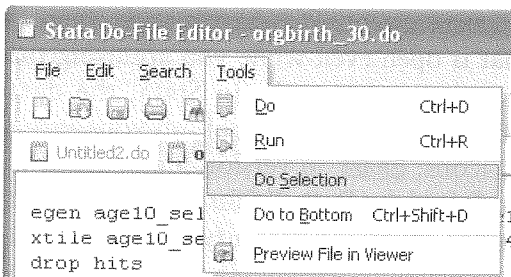 Stata Do-File Editor - orgbirth_30.do
File Edit Search Tools
Do Ctrl+D
Run Ctrl+R
Untitled2.do o
Do Selection
egen age10_sel
Do to Bottom Ctrl+Shift+D
xtile age10_se
drop hits
Preview File in Viewer